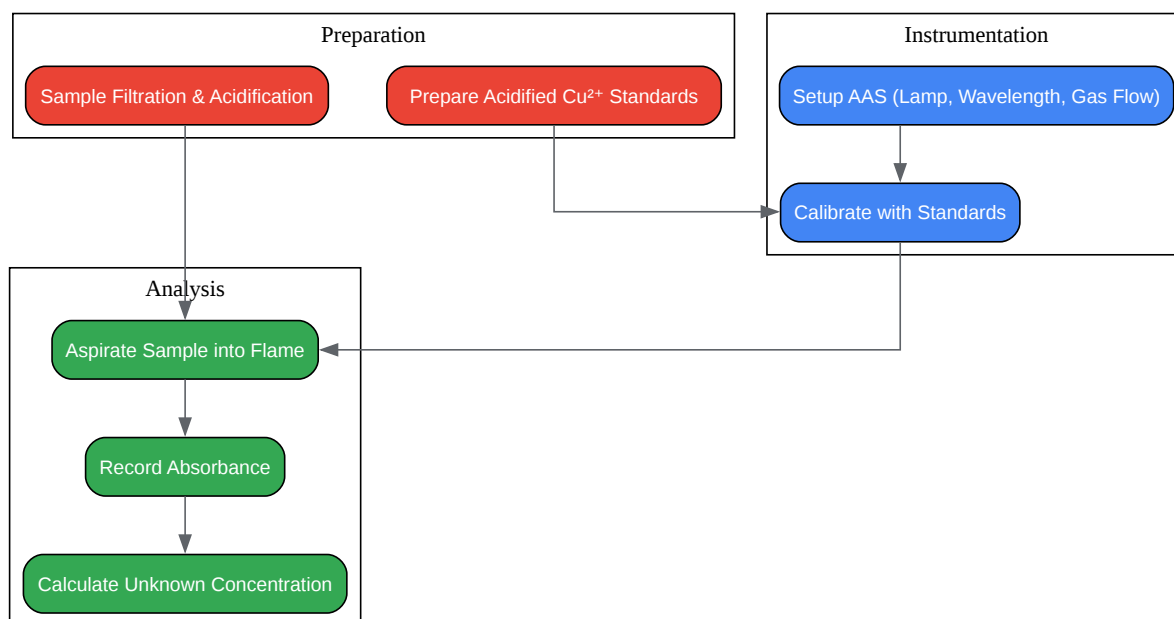 Preparation
Sample Filtration & Acidification
Prepare Acidified Cu²⁺ Standards
Instrumentation
Setup AAS (Lamp, Wavelength, Gas Flow)
Calibrate with Standards
Analysis
Aspirate Sample into Flame
Record Absorbance
Calculate Unknown Concentration